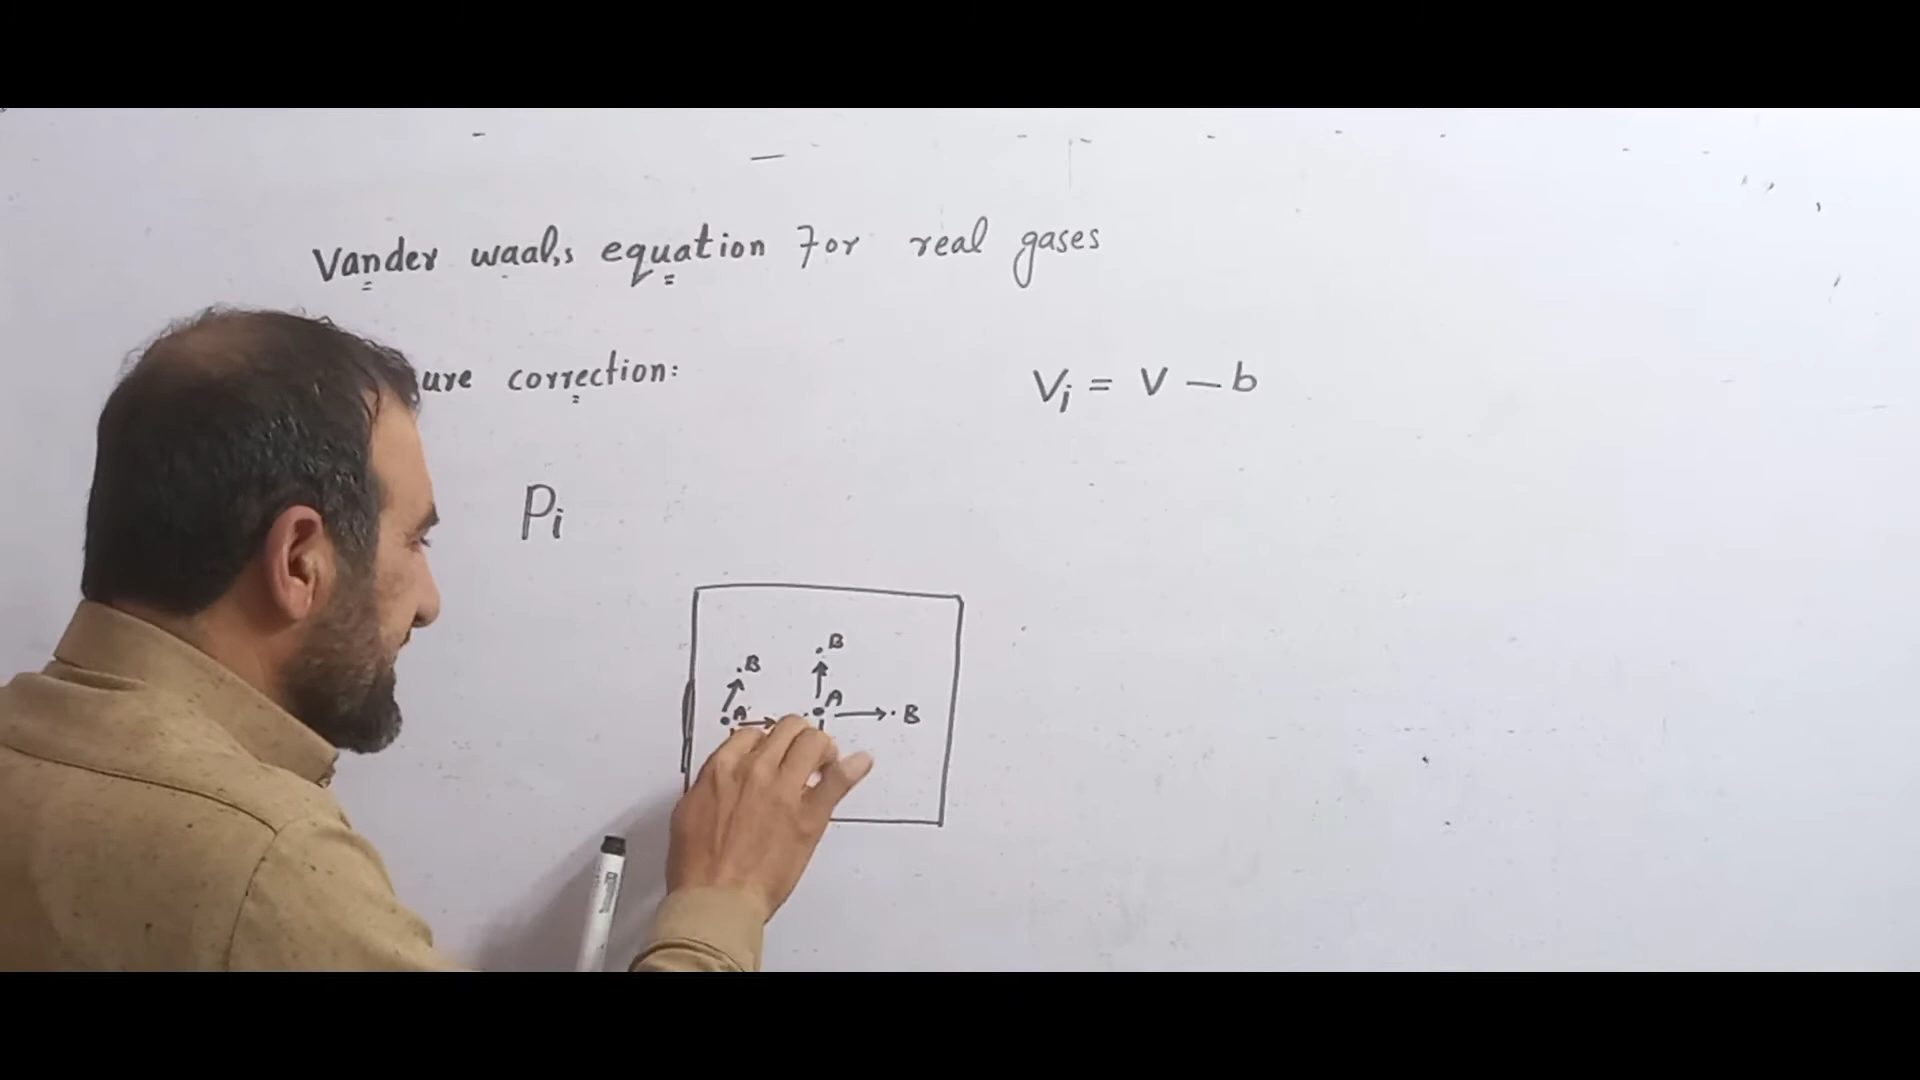 Vander waal,s equation For real gases
ure correction:
Vi = V – b
Pi
B
B
A
A
B